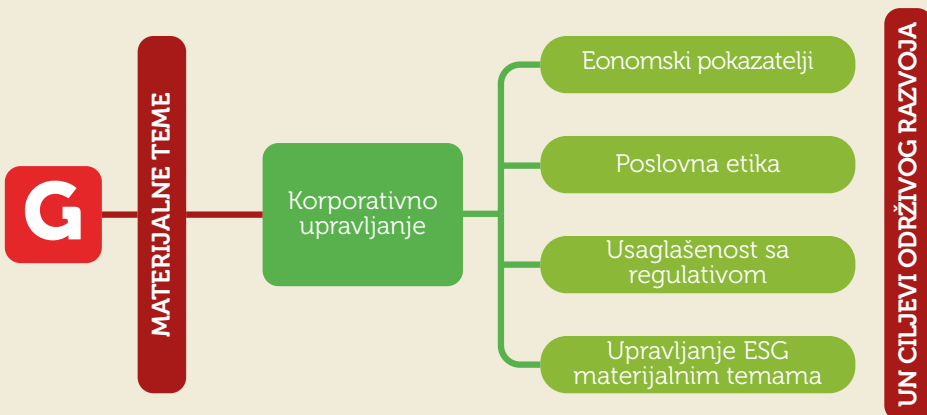 G
MATERIJALNE TEME
Korporativno
upravljanje
Eonomski pokazatelji
Poslovna etika
Usaglašenost sa
regulativom
Upravljanje ESG
materijalnim temama
UN CILJEVI ODRŽIVOG RAZVOJA